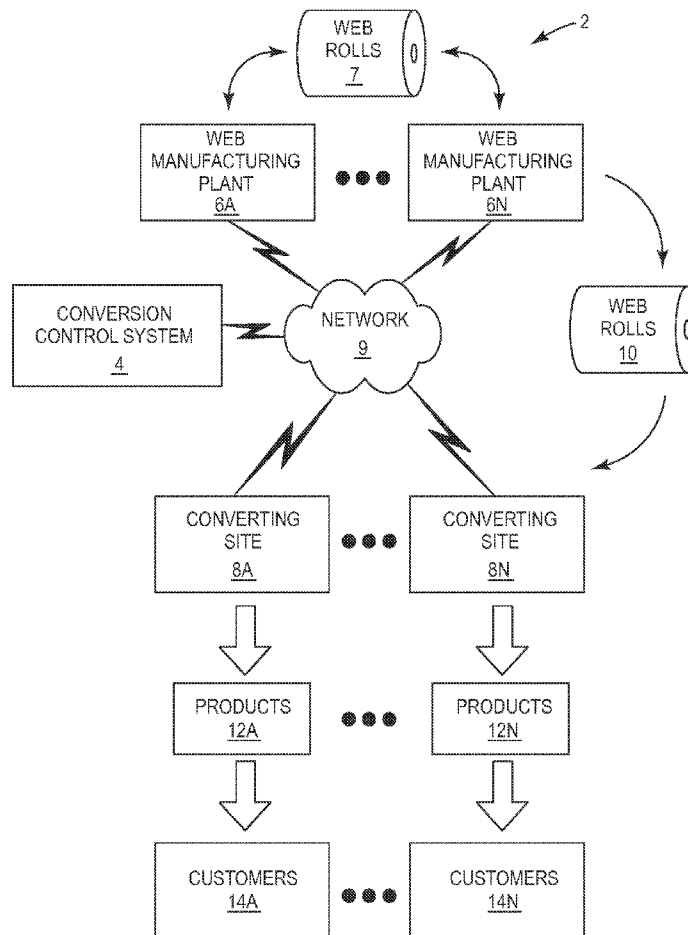 2
WEB
ROLLS
7
WEB
MANUFACTURING
PLANT
6A
WEB
MANUFACTURING
PLANT
6N
CONVERSION
CONTROL SYSTEM
4
NETWORK
9
WEB
ROLLS
10
CONVERTING
SITE
8A
CONVERTING
SITE
8N
PRODUCTS
12A
PRODUCTS
12N
CUSTOMERS
14A
CUSTOMERS
14N